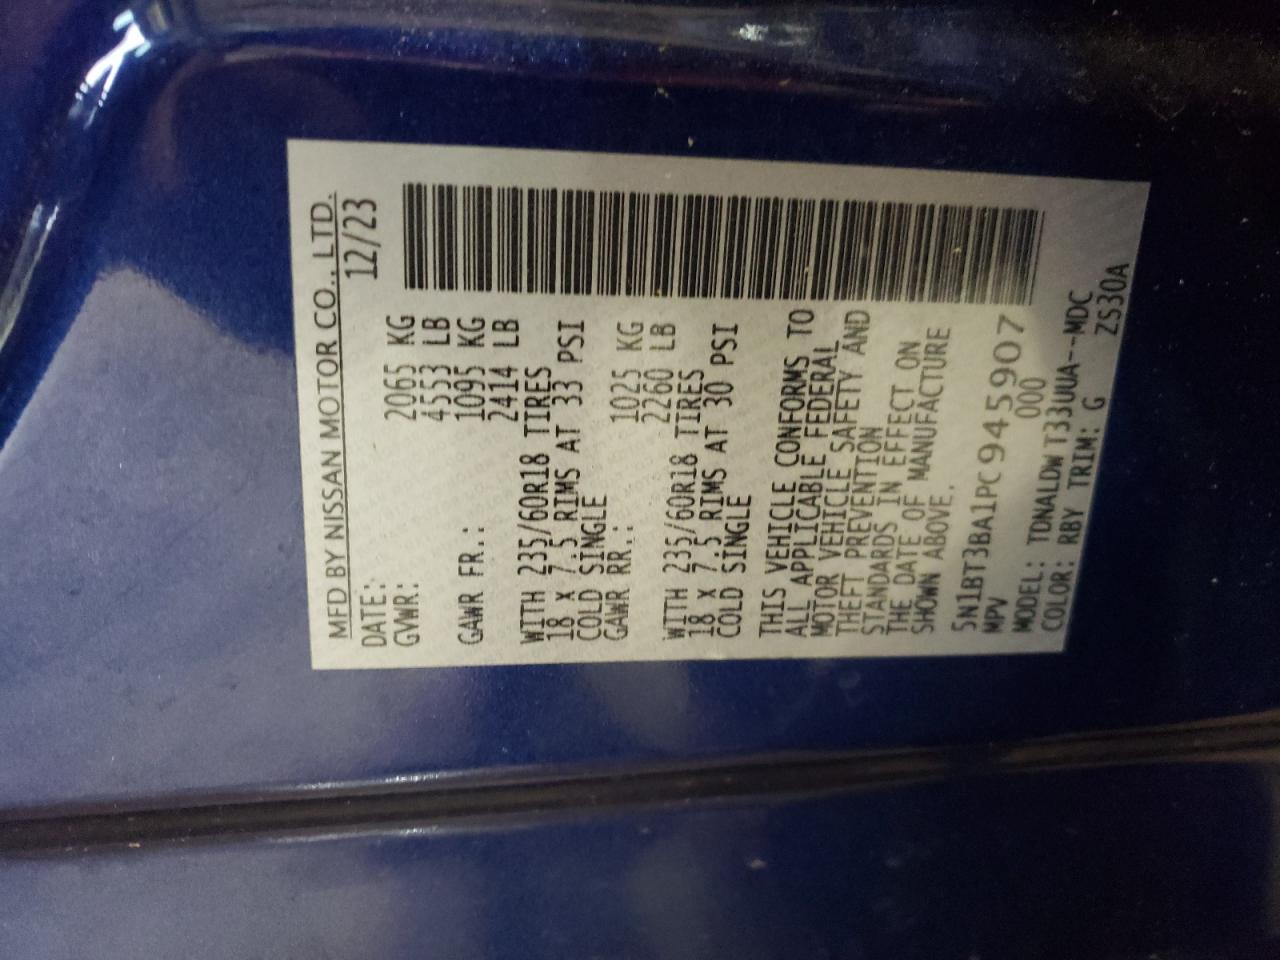 MFD BY NISSAN MOTOR CO., LTD.
DATE: 12/23
GVWR: 2065 KG
4553 LB
GAWR FR.: 1095 KG
2414 LB
WITH 235/60R18 TIRES
18 X 7.5 RIMS AT 33 PSI
COLD SINGLE
GAWR RR.: 1025 KG
2260 LB
WITH 235/60R18 TIRES
18 X 7.5 RIMS AT 30 PSI
COLD SINGLE
THIS VEHICLE CONFORMS TO
ALL APPLICABLE FEDERAL
MOTOR VEHICLE SAFETY AND
THEFT PREVENTION
STANDARDS IN EFFECT ON
THE DATE OF MANUFACTURE
SHOWN ABOVE.
5N1BT3BA1PC945907
MPV 000
MODEL: TDNALDW T33UUA--MDC
COLOR: RBY TRIM: G ZS30A